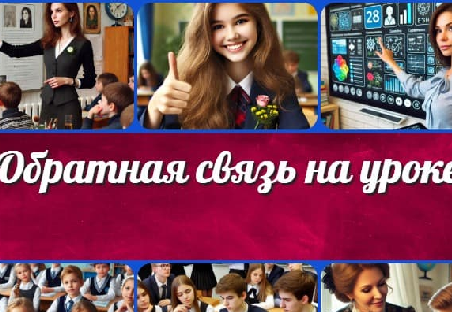 Обратная связь на уроке